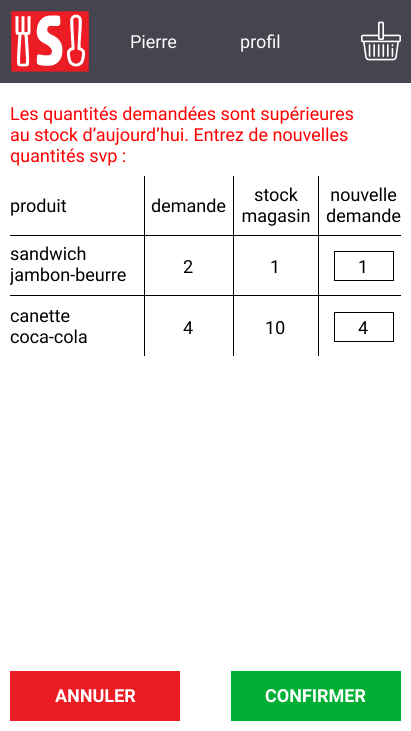 S
Pierre profil
Les quantités demandées sont supérieures
au stock d'aujourd'hui. Entrez de nouvelles
quantités svp :
produit demande stock magasin nouvelle demande
sandwich jambon-beurre 2 1 1
canette coca-cola 4 10 4
ANNULER CONFIRMER